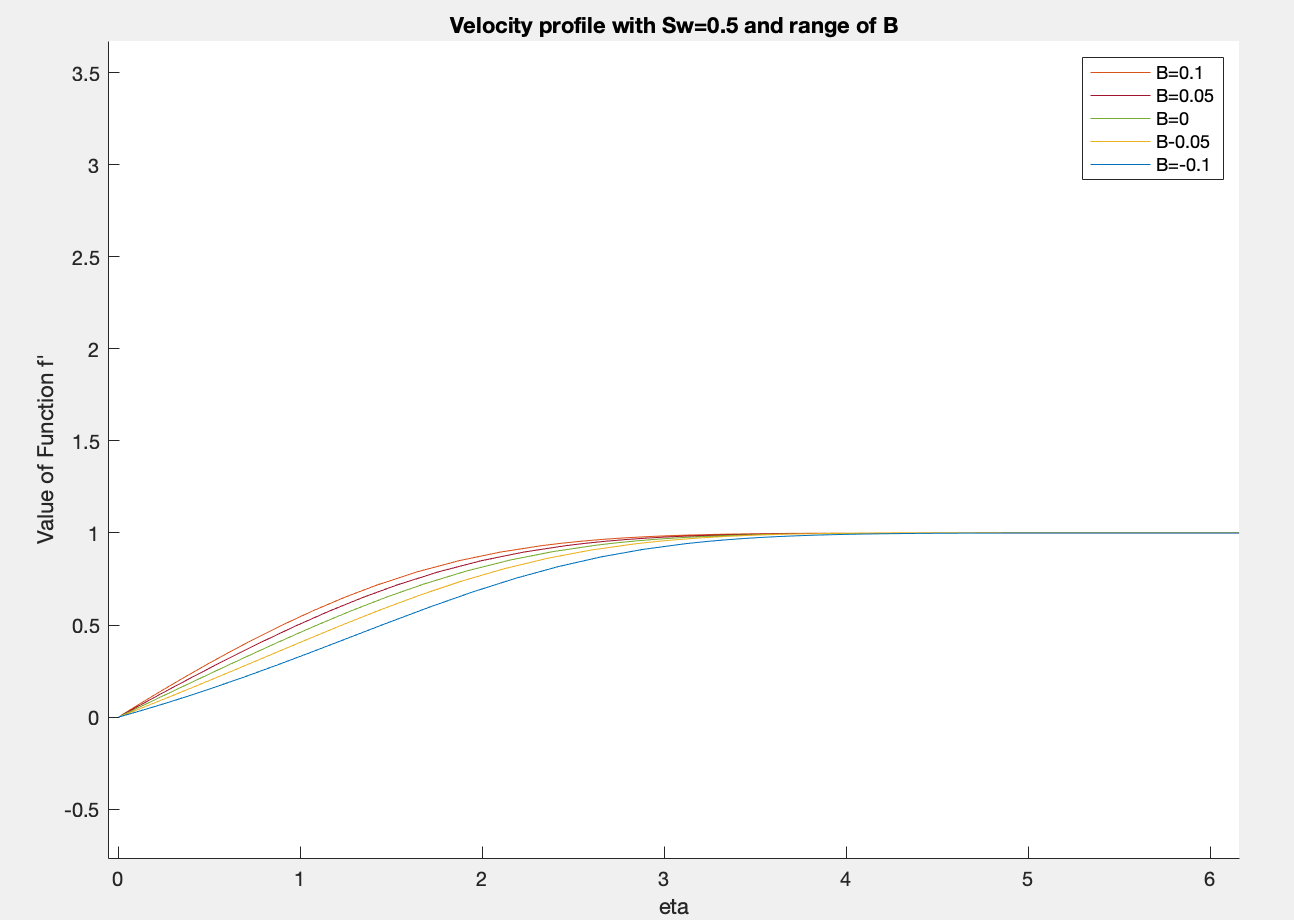 Velocity profile with Sw=0.5 and range of B
B=0.1
B=0.05
B=0
B-0.05
B=-0.1
Value of Function f'
3.5
3
2.5
2
1.5
1
0.5
0
-0.5
0 1 2 3 4 5 6
eta